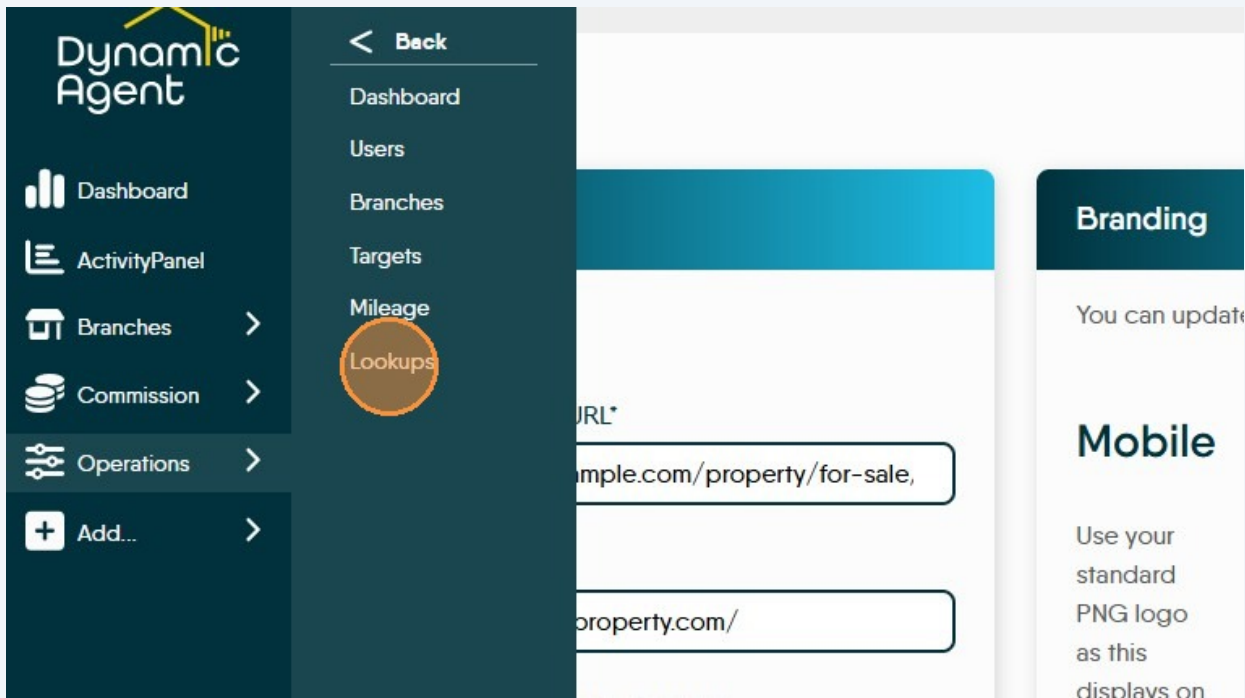 Dynamic
Agent
Dashboard
ActivityPanel
Branches
Commission
Operations
Add...
< Back
Dashboard
Users
Branches
Targets
Mileage
Lookups
URL*
mple.com/property/for-sale,
property.com/
Branding
You can update
Mobile
Use your
standard
PNG logo
as this
displays on